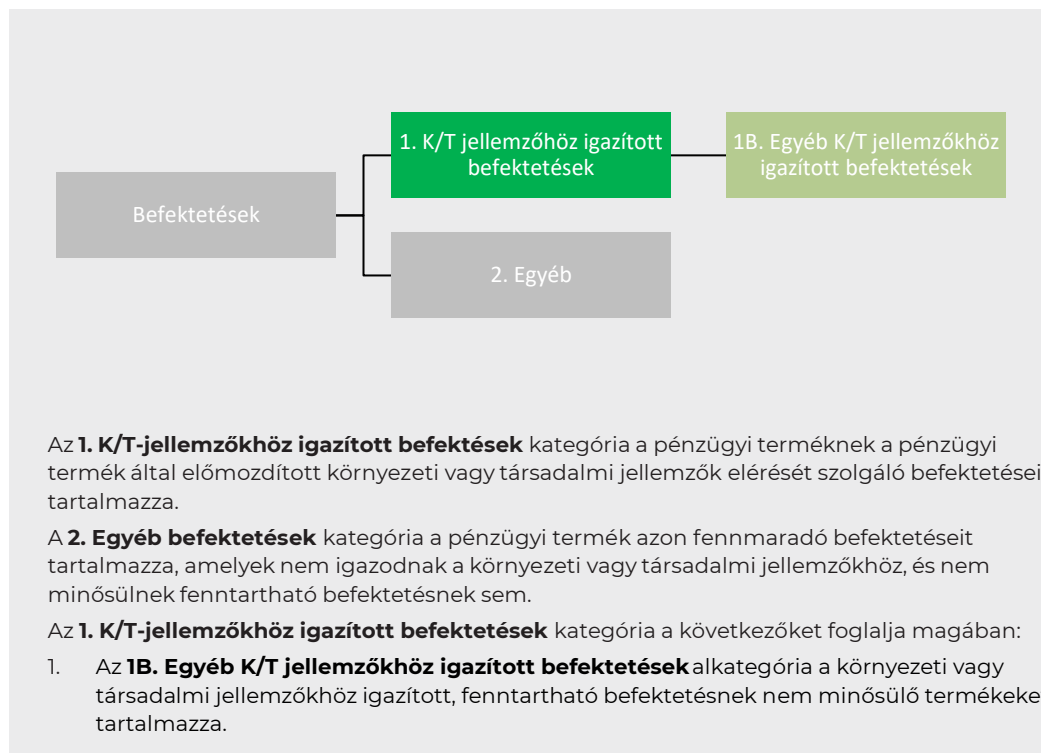 1. K/T jellemzőhöz igazított
befektetések
1B. Egyéb K/T jellemzőkhöz
igazított befektetések
Befektetések
2. Egyéb
Az 1. K/T-jellemzőkhöz igazított befektések kategória a pénzügyi terméknek a pénzügyi
termék által előmozdított környezeti vagy társadalmi jellemzők elérését szolgáló befektetései
tartalmazza.
A 2. Egyéb befektetések kategória a pénzügyi termék azon fennmaradó befektetéseit
tartalmazza, amelyek nem igazodnak a környezeti vagy társadalmi jellemzőkhöz, és nem
minősülnek fenntartható befektetésnek sem.
Az 1. K/T-jellemzőkhöz igazított befektetések kategória a következőket foglalja magában:
1. Az 1B. Egyéb K/T jellemzőkhöz igazított befektetések alkategória a környezeti vagy
társadalmi jellemzőkhöz igazított, fenntartható befektetésnek nem minősülő termékeke
tartalmazza.